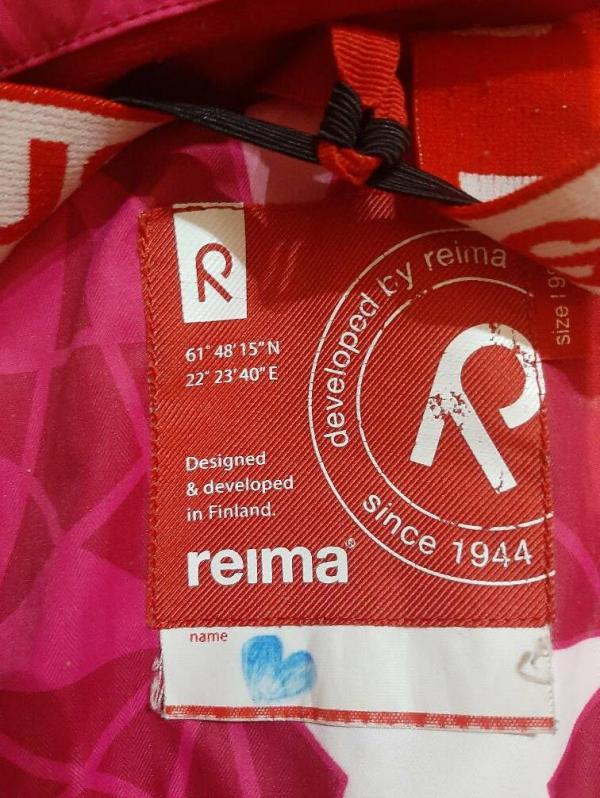 R
61° 48' 15" N
22° 23' 40" E
developed by reima
since 1944
Designed
& developed
in Finland.
reima®
name
size